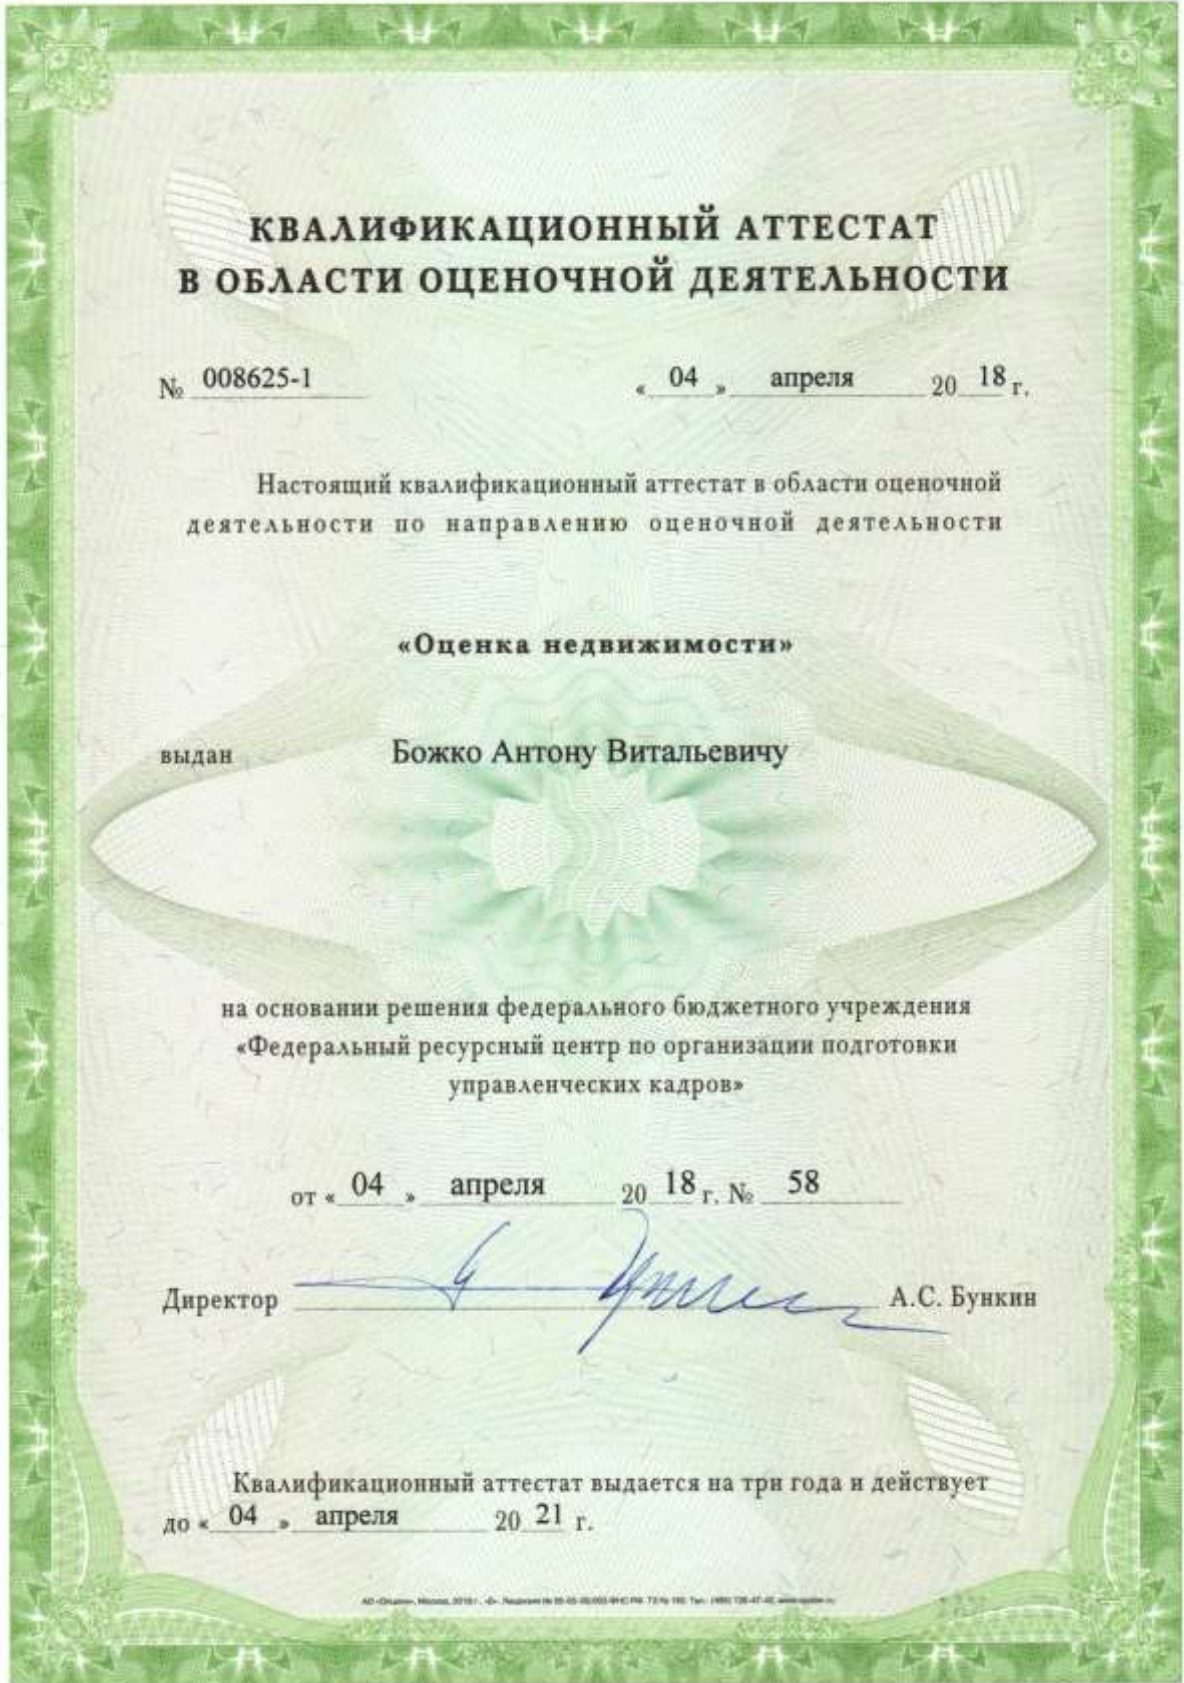 КВАЛИФИКАЦИОННЫЙ АТТЕСТАТ
В ОБЛАСТИ ОЦЕНОЧНОЙ ДЕЯТЕЛЬНОСТИ
№ 008625-1 « 04 » апреля 20 18 г.
Настоящий квалификационный аттестат в области оценочной
деятельности по направлению оценочной деятельности
«Оценка недвижимости»
выдан Божко Антону Витальевичу
на основании решения федерального бюджетного учреждения
«Федеральный ресурсный центр по организации подготовки
управленческих кадров»
от « 04 » апреля 20 18 г. № 58
Директор А.С. Бункин
Квалификационный аттестат выдается на три года и действует
до « 04 » апреля 20 21 г.